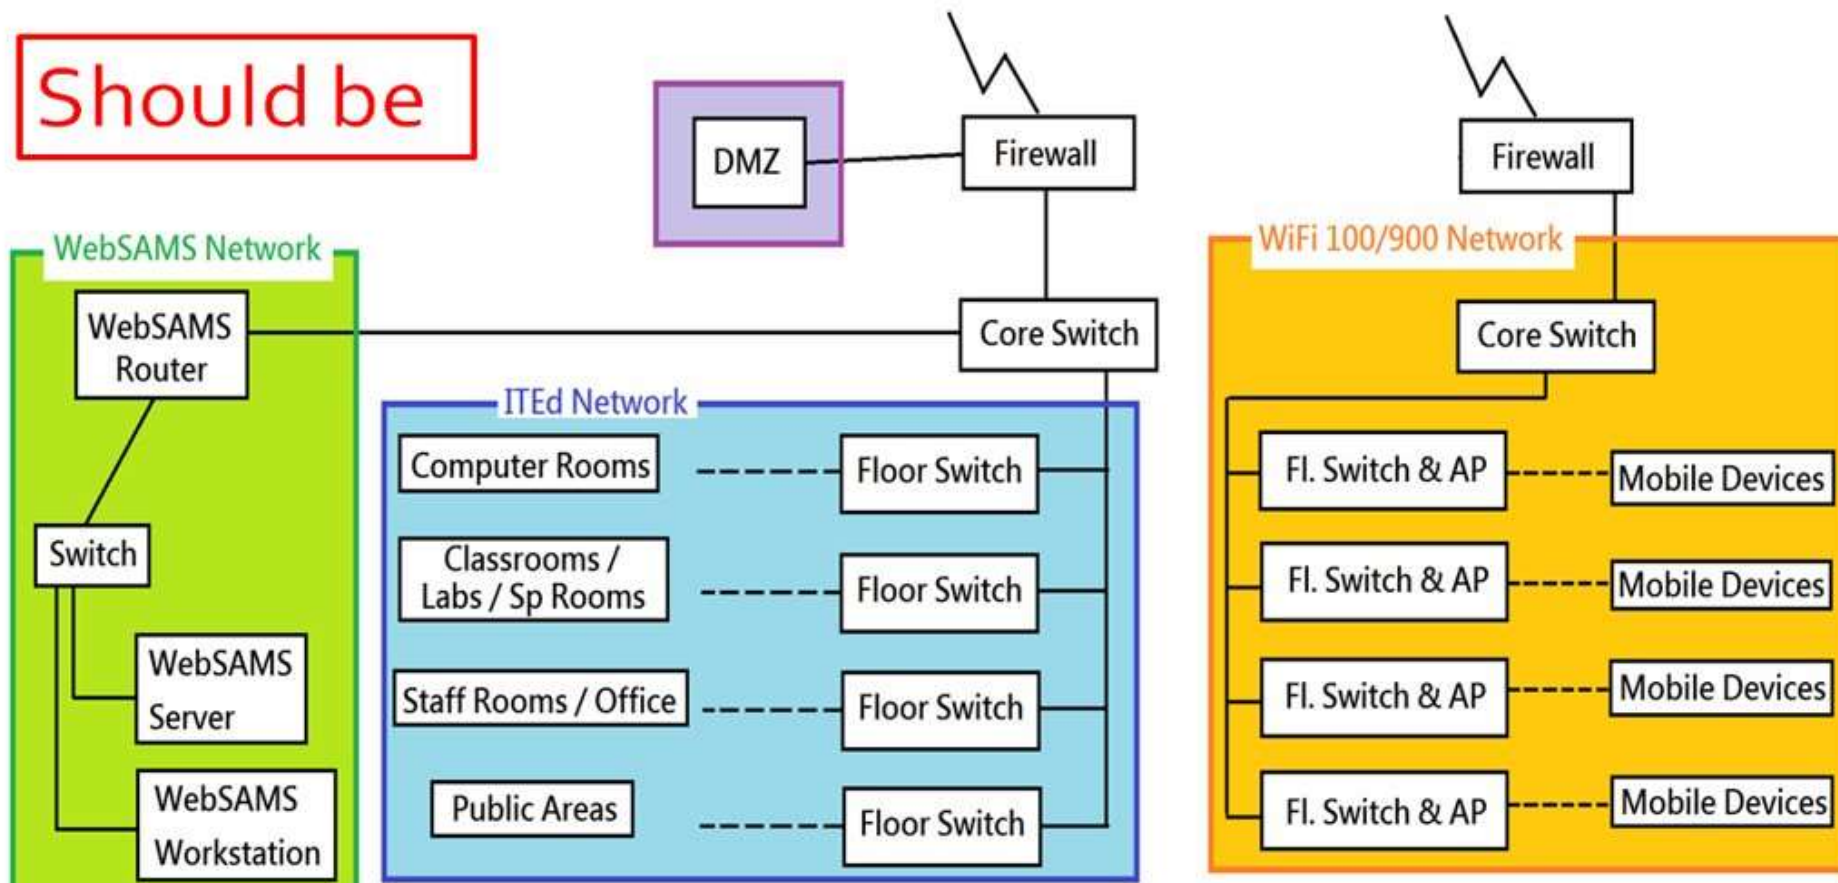 Should be
DMZ
Firewall
Firewall
WebSAMS Network
WiFi 100/900 Network
WebSAMS
Router
Core Switch
Core Switch
ITEd Network
Computer Rooms
Floor Switch
Fl. Switch & AP
Mobile Devices
Switch
Classrooms /
Labs / Sp Rooms
Floor Switch
Fl. Switch & AP
Mobile Devices
WebSAMS
Server
Staff Rooms / Office
Floor Switch
Fl. Switch & AP
Mobile Devices
WebSAMS
Workstation
Public Areas
Floor Switch
Fl. Switch & AP
Mobile Devices